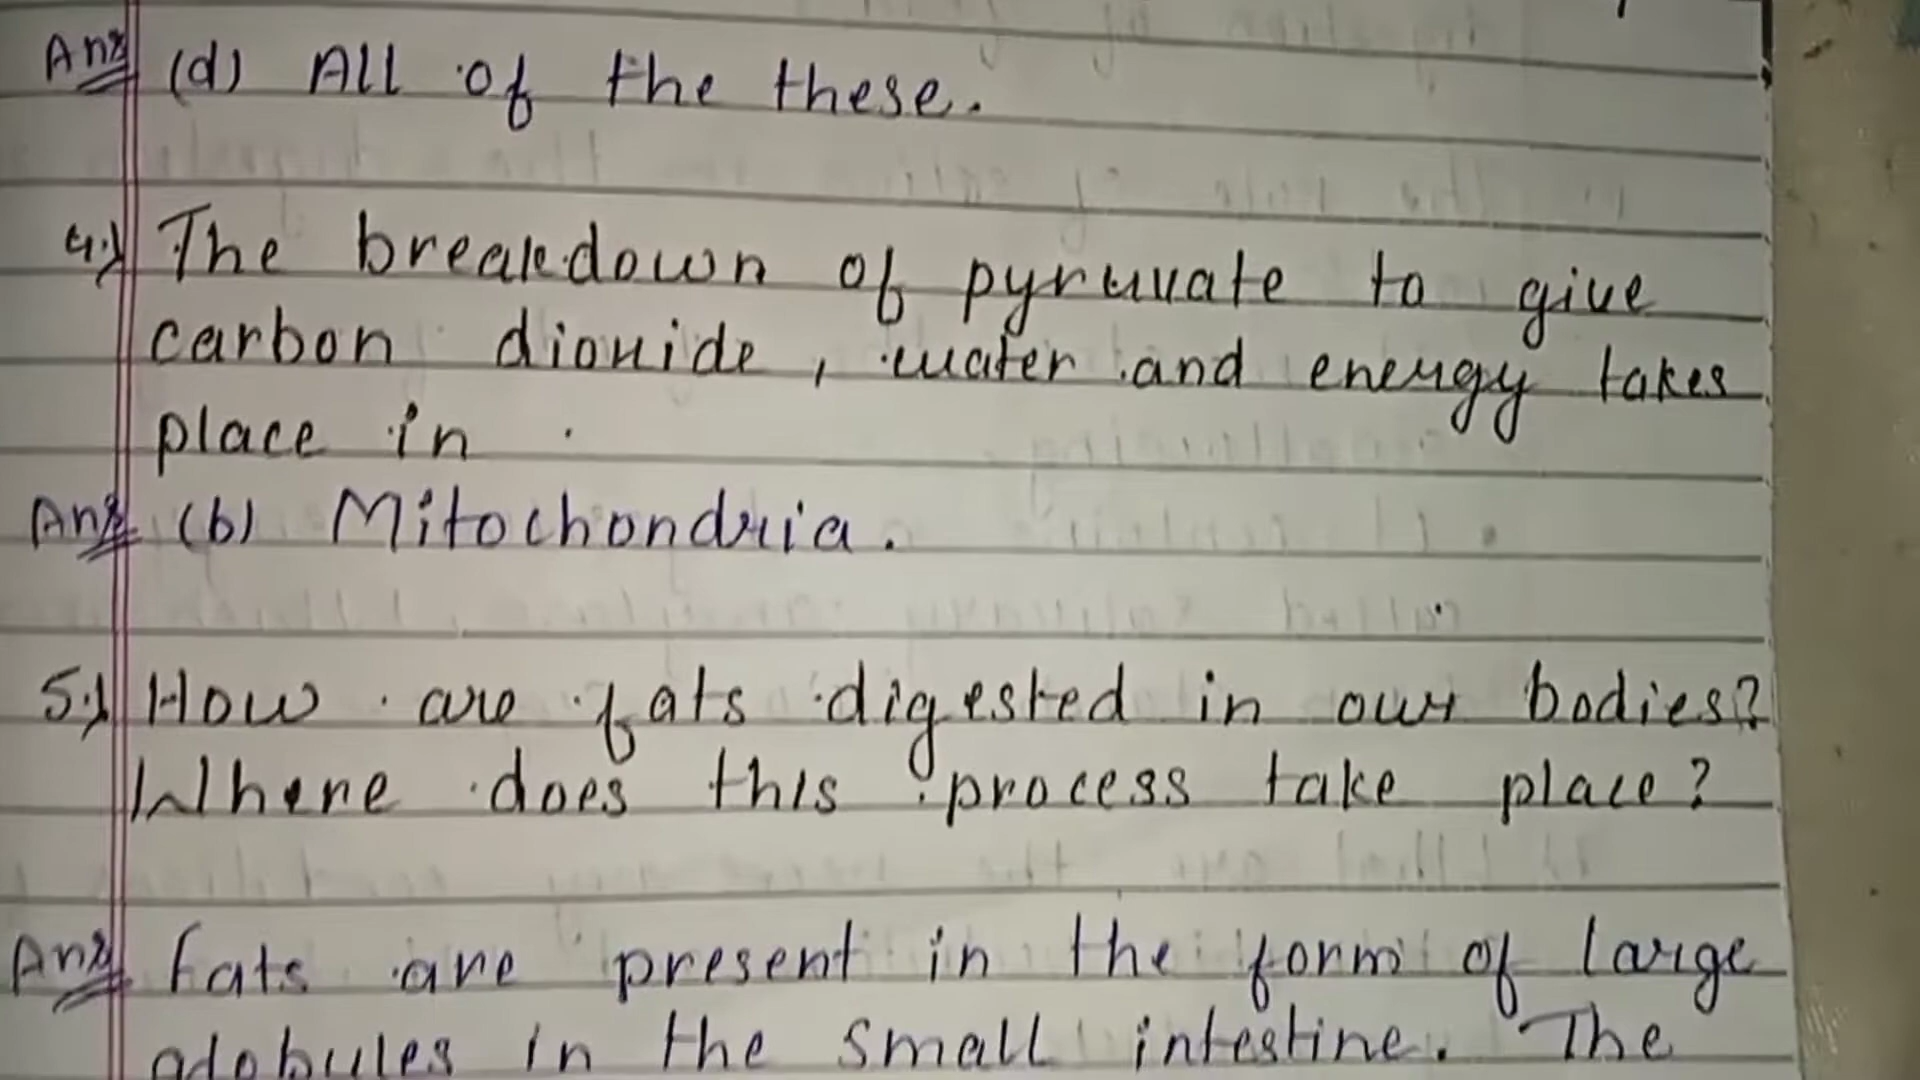 Ans (d) All of the these.
4.) The breakdown of pyruvate to give
carbon dioxide, water and energy takes
place in
Ans (b) Mitochondria.
5.) How are fats digested in our bodies?
Where does this process take place?
Ans Fats are present in the form of large
globules in the small intestine. The